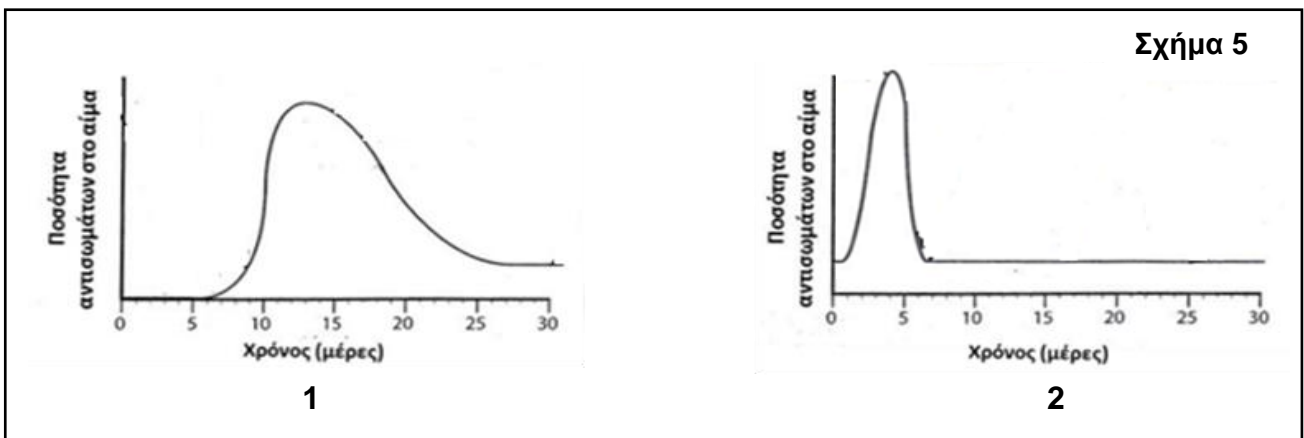 Σχήμα 5
Ποσότητα
αντισωμάτων στο αίμα
0 5 10 15 20 25 30
Χρόνος (μέρες)
1
Ποσότητα
αντισωμάτων στο αίμα
0 5 10 15 20 25 30
Χρόνος (μέρες)
2